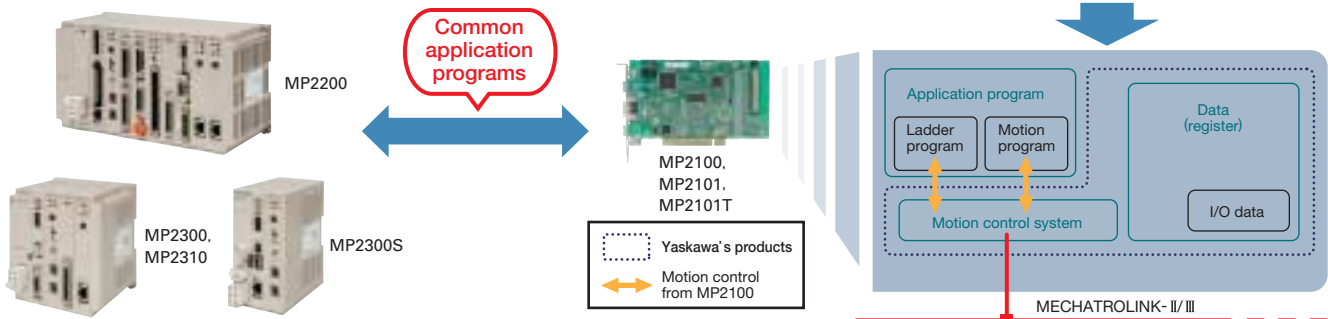 MP2200
MP2300,
MP2310
MP2300S
Common
application
programs
MP2100,
MP2101,
MP2101T
Yaskawa's products
Motion control
from MP2100
Application program
Ladder
program
Motion
program
Motion control system
Data
(register)
I/O data
MECHATROLINK-Ⅱ/Ⅲ